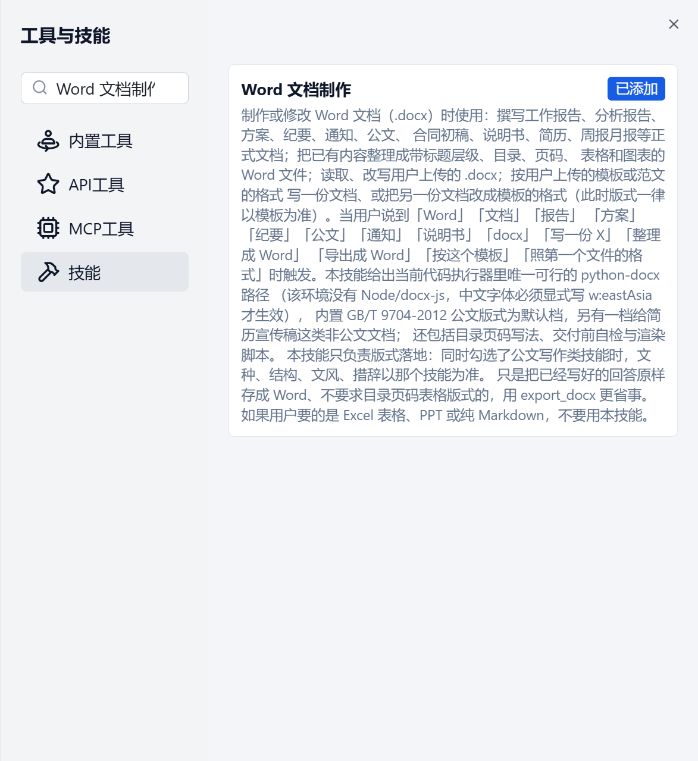 工具与技能
Word 文档制作
内置工具
API工具
MCP工具
技能
Word 文档制作
已添加
制作或修改 Word 文档（.docx）时使用：撰写工作报告、分析报告、
方案、纪要、通知、公文、 合同初稿、说明书、简历、周报月报等正
式文档；把已有内容整理成带标题层级、目录、页码、 表格和图表的
Word 文件；读取、改写用户上传的 .docx；按用户上传的模板或范文
的格式 写一份文档、或把另一份文档改成模板的格式（此时版式一律
以模板为准）。当用户说到「Word」「文档」「报告」 「方案」
「纪要」「公文」「通知」「说明书」「docx」「写一份 X」「整理
成 Word」 「导出成 Word」「按这个模板」「照第一个文件的格
式」时触发。本技能给出当前代码执行器里唯一可行的 python-docx
路径 （该环境没有 Node/docx-js，中文字体必须显式写 w:eastAsia
才生效）， 内置 GB/T 9704-2012 公文版式为默认档，另有一档给简
历宣传稿这类非公文文档； 还包括目录页码写法、交付前自检与渲染
脚本。 本技能只负责版式落地：同时勾选了公文写作类技能时，文
种、结构、文风、措辞以那个技能为准。 只是把已经写好的回答原样
存成 Word、不要求目录页码表格版式的，用 export_docx 更省事。
如果用户要的是 Excel 表格、PPT 或纯 Markdown，不要用本技能。